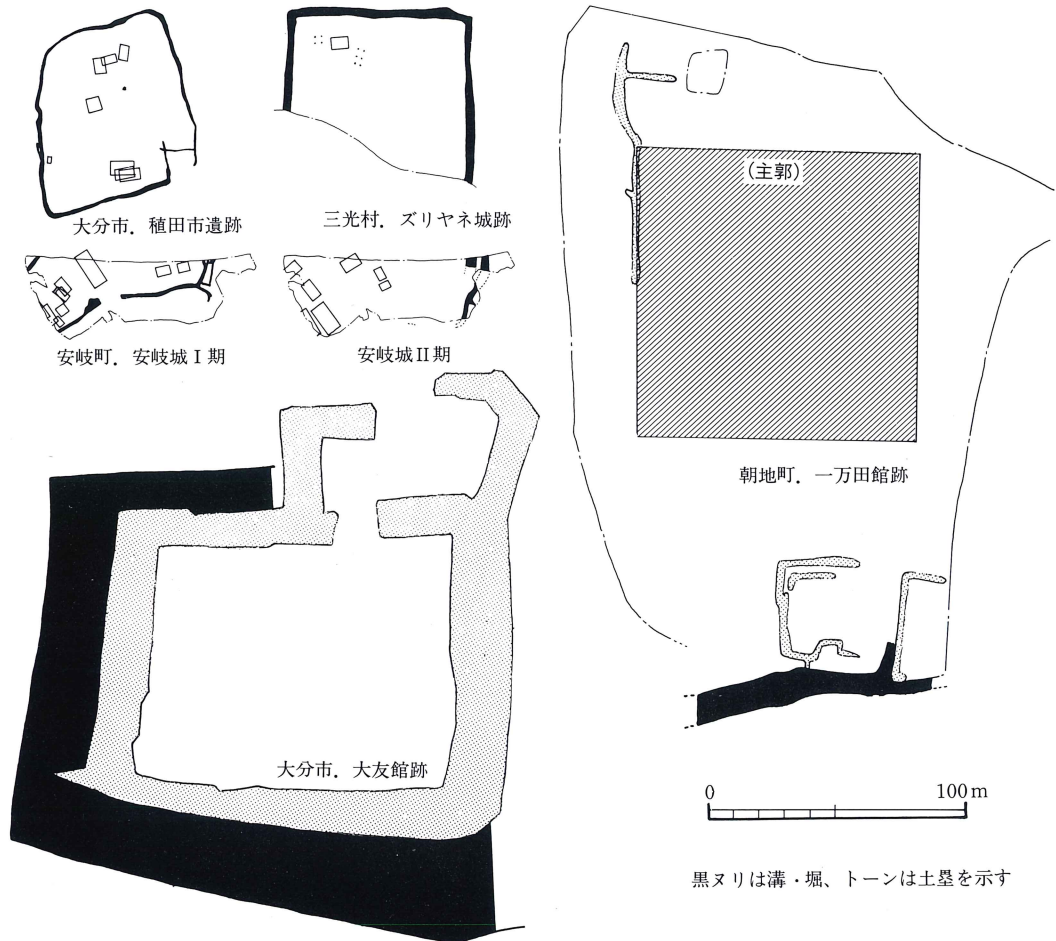 (主郭)
大分市．稙田市遺跡
三光村．ズリヤネ城跡
安岐町．安岐城Ⅰ期
安岐城Ⅱ期
朝地町．一万田館跡
大分市．大友館跡
0 100m
黒ヌリは溝・堀、トーンは土塁を示す